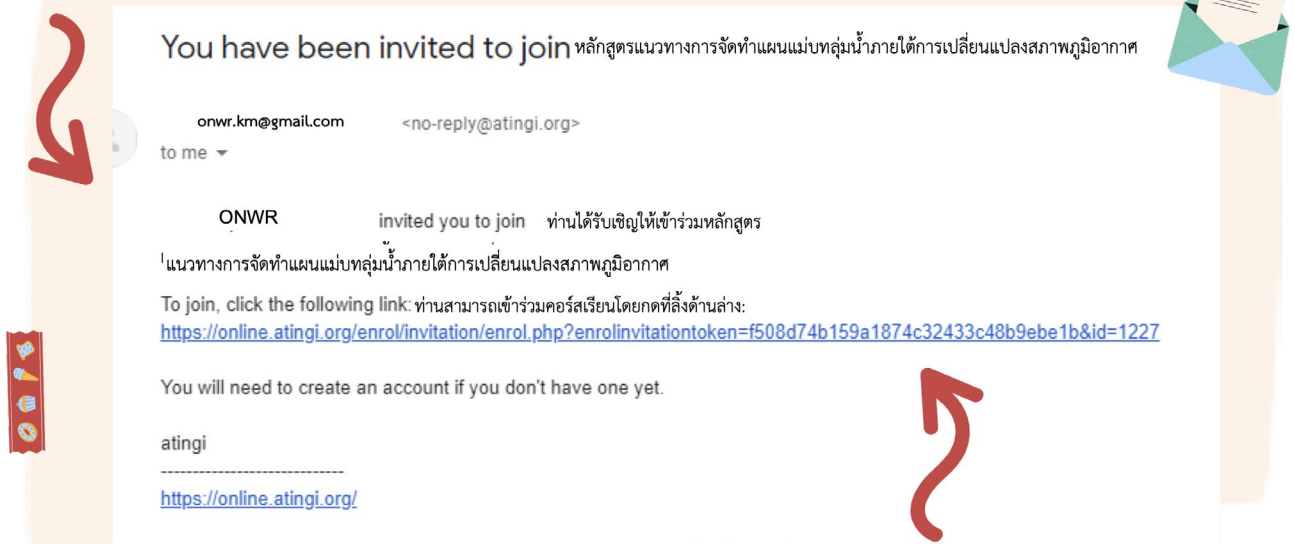 You have been invited to join หลักสูตรแนวทางการจัดทำแผนแม่บทลุ่มน้ำภายใต้การเปลี่ยนแปลงสภาพภูมิอากาศ
onwr.km@gmail.com <no-reply@atingi.org>
to me
ONWR invited you to join ท่านได้รับเชิญให้เข้าร่วมหลักสูตร
แนวทางการจัดทำแผนแม่บทลุ่มน้ำภายใต้การเปลี่ยนแปลงสภาพภูมิอากาศ
To join, click the following link: ท่านสามารถเข้าร่วมคอร์สเรียนโดยกดที่ลิ้งด้านล่าง:
https://online.atingi.org/enrol/invitation/enrol.php?enrolinvitationtoken=f508d74b159a1874c32433c48b9ebe1b&id=1227
You will need to create an account if you don't have one yet.
atingi
-----------------------------
https://online.atingi.org/